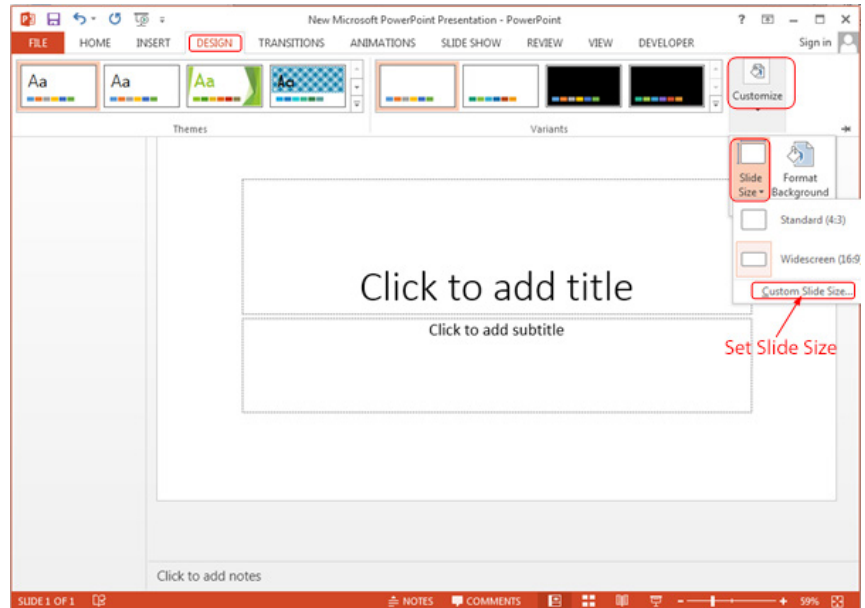 New Microsoft PowerPoint Presentation - PowerPoint
?
FILE HOME INSERT DESIGN TRANSITIONS ANIMATIONS SLIDE SHOW REVIEW VIEW DEVELOPER Sign in
Aa Aa Aa Aa
Customize
Themes Variants
Slide Size Format Background
Standard (4:3)
Widescreen (16:9
Custom Slide Size...
Set Slide Size
Click to add title
Click to add subtitle
Click to add notes
SLIDE 1 OF 1 NOTES COMMENTS 59%